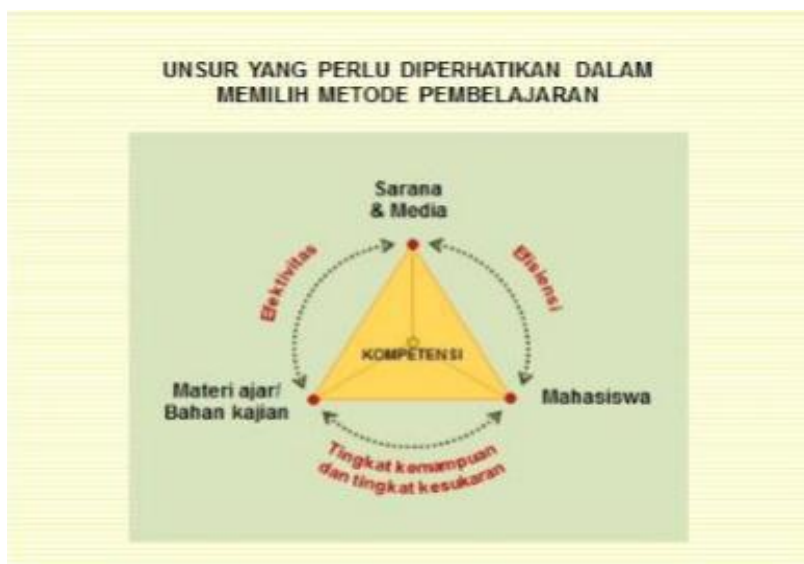 UNSUR YANG PERLU DIPERHATIKAN DALAM
MEMILIH METODE PEMBELAJARAN
Sarana
& Media
Efektivitas
Efisiensi
KOMPETENSI
Materi ajar/
Bahan kajian
Mahasiswa
Tingkat kemampuan
dan tingkat kesukaran